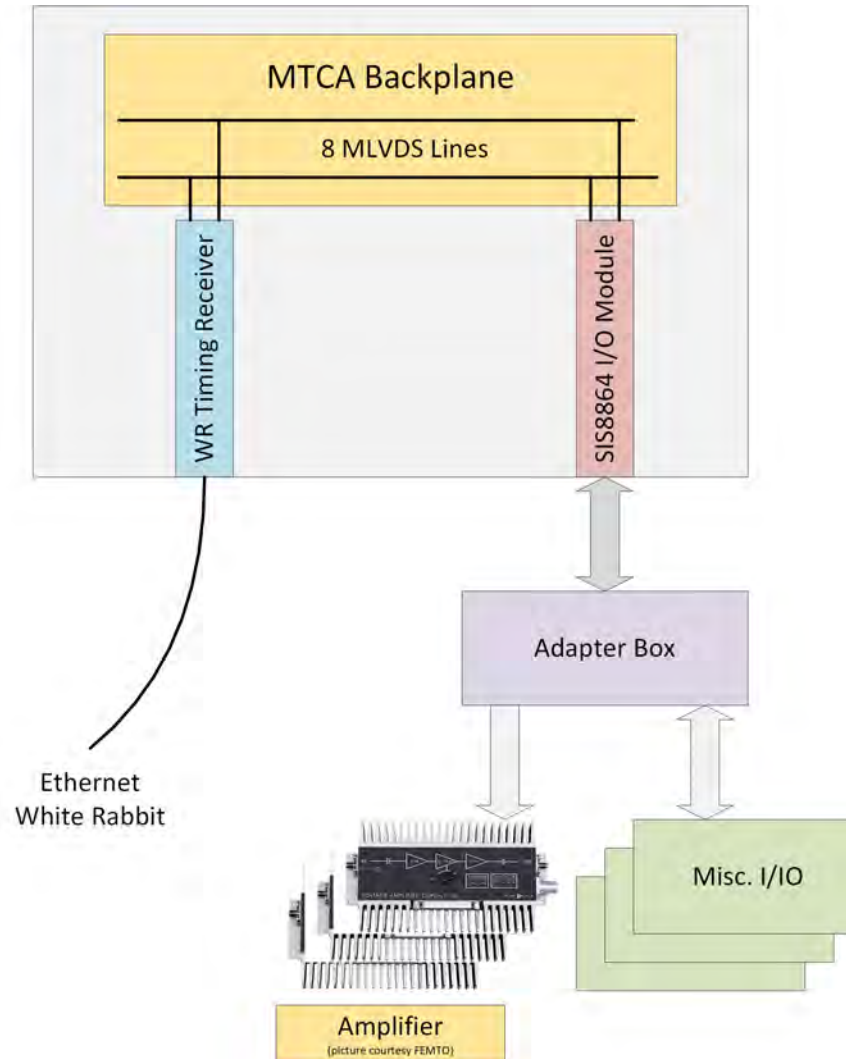 MTCA Backplane
8 MLVDS Lines
WR Timing Receiver
SIS8864 I/O Module
Adapter Box
Ethernet
White Rabbit
Misc. I/IO
Amplifier
(picture courtesy FEMTO)